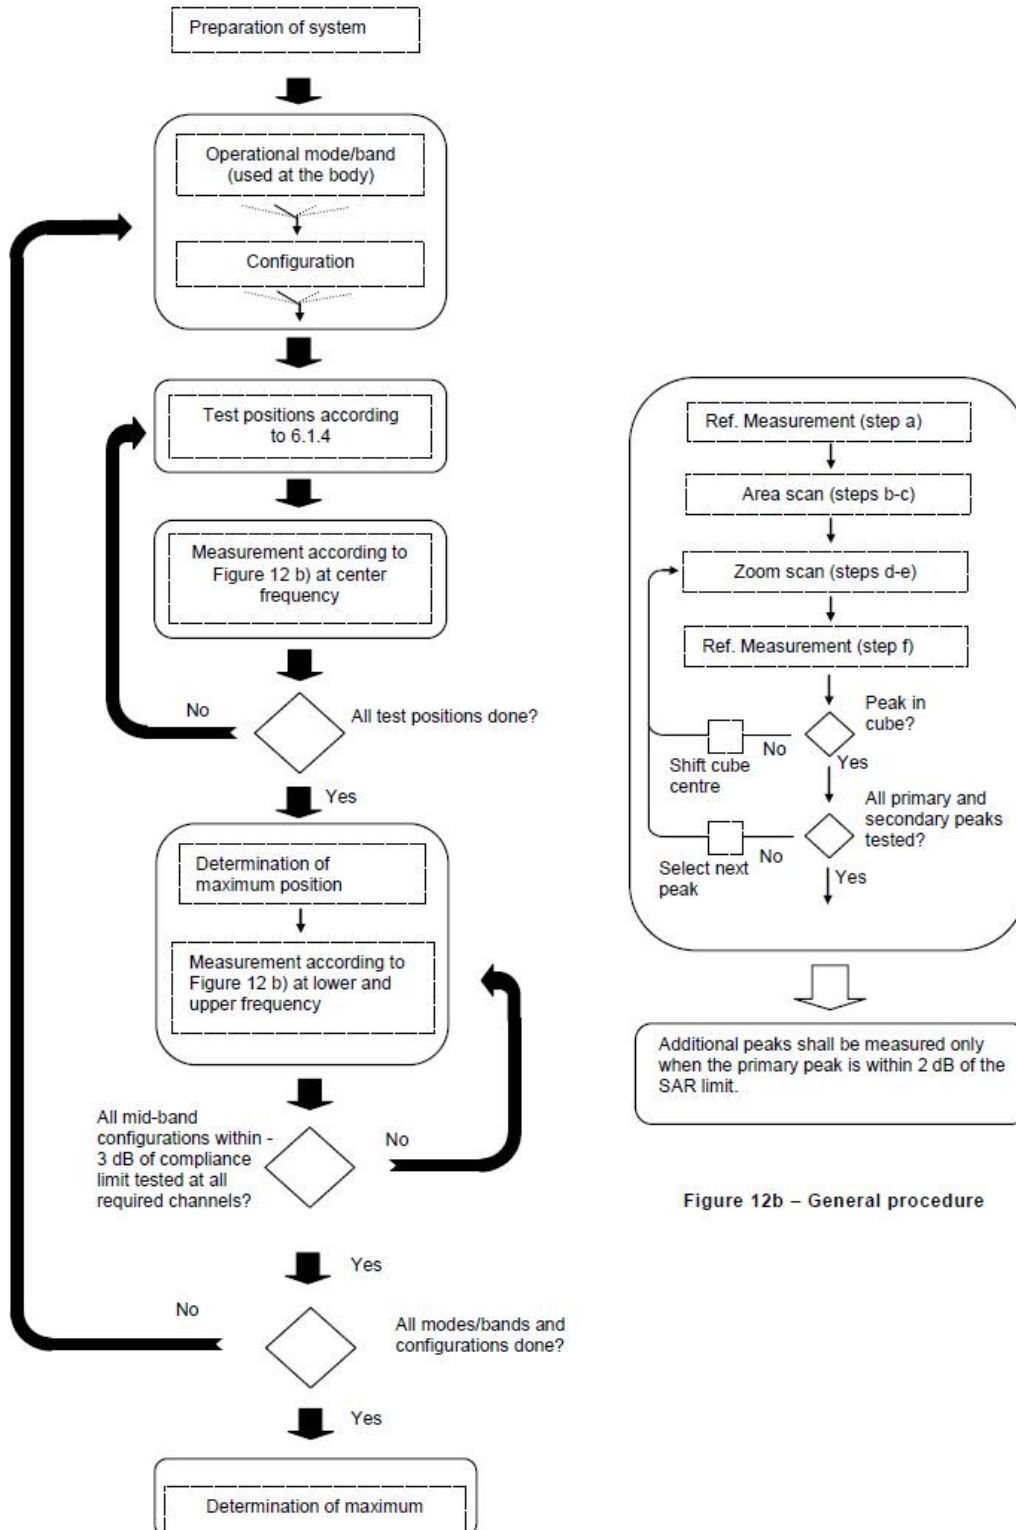 Preparation of system
Operational mode/band
(used at the body)
Configuration
Test positions according
to 6.1.4
Measurement according to
Figure 12 b) at center
frequency
No
All test positions done?
Yes
Determination of
maximum position
Measurement according to
Figure 12 b) at lower and
upper frequency
All mid-band
configurations within -
3 dB of compliance
limit tested at all
required channels?
No
Yes
No
All modes/bands and
configurations done?
Yes
Determination of maximum
Ref. Measurement (step a)
Area scan (steps b-c)
Zoom scan (steps d-e)
Ref. Measurement (step f)
Peak in
cube?
No
Shift cube
centre
Yes
All primary and
secondary peaks
tested?
No
Select next
peak
Yes
Additional peaks shall be measured only
when the primary peak is within 2 dB of the
SAR limit.
Figure 12b – General procedure